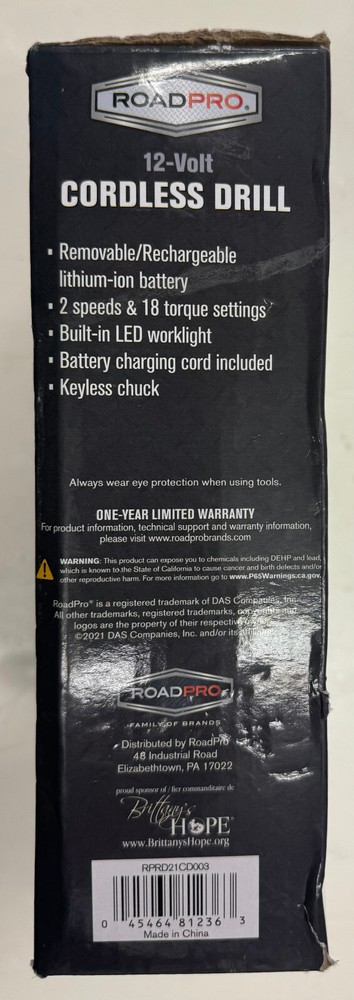 ROADPRO®
12-Volt
CORDLESS DRILL
▪ Removable/Rechargeable
lithium-ion battery
▪ 2 speeds & 18 torque settings
▪ Built-in LED worklight
▪ Battery charging cord included
▪ Keyless chuck
Always wear eye protection when using tools.
ONE-YEAR LIMITED WARRANTY
For product information, technical support and warranty information,
please visit www.roadprobrands.com
WARNING: This product can expose you to chemicals including DEHP and lead,
which is known to the State of California to cause cancer and birth defects and/or
other reproductive harm. For more information go to www.P65Warnings.ca.gov.
RoadPro® is a registered trademark of DAS Companies, Inc.
All other trademarks, registered trademarks, copyrights and
logos are the property of their respective
©2021 DAS Companies, Inc. and/or its
ROADPRO
FAMILY OF BRANDS
Distributed by RoadPro
48 Industrial Road
Elizabethtown, PA 17022
proud sponsor of / fier commanditaire de
Brittany's
HOPE
www.BrittanysHope.org
RPRD21CD003
0 45464 81236 3
Made in China